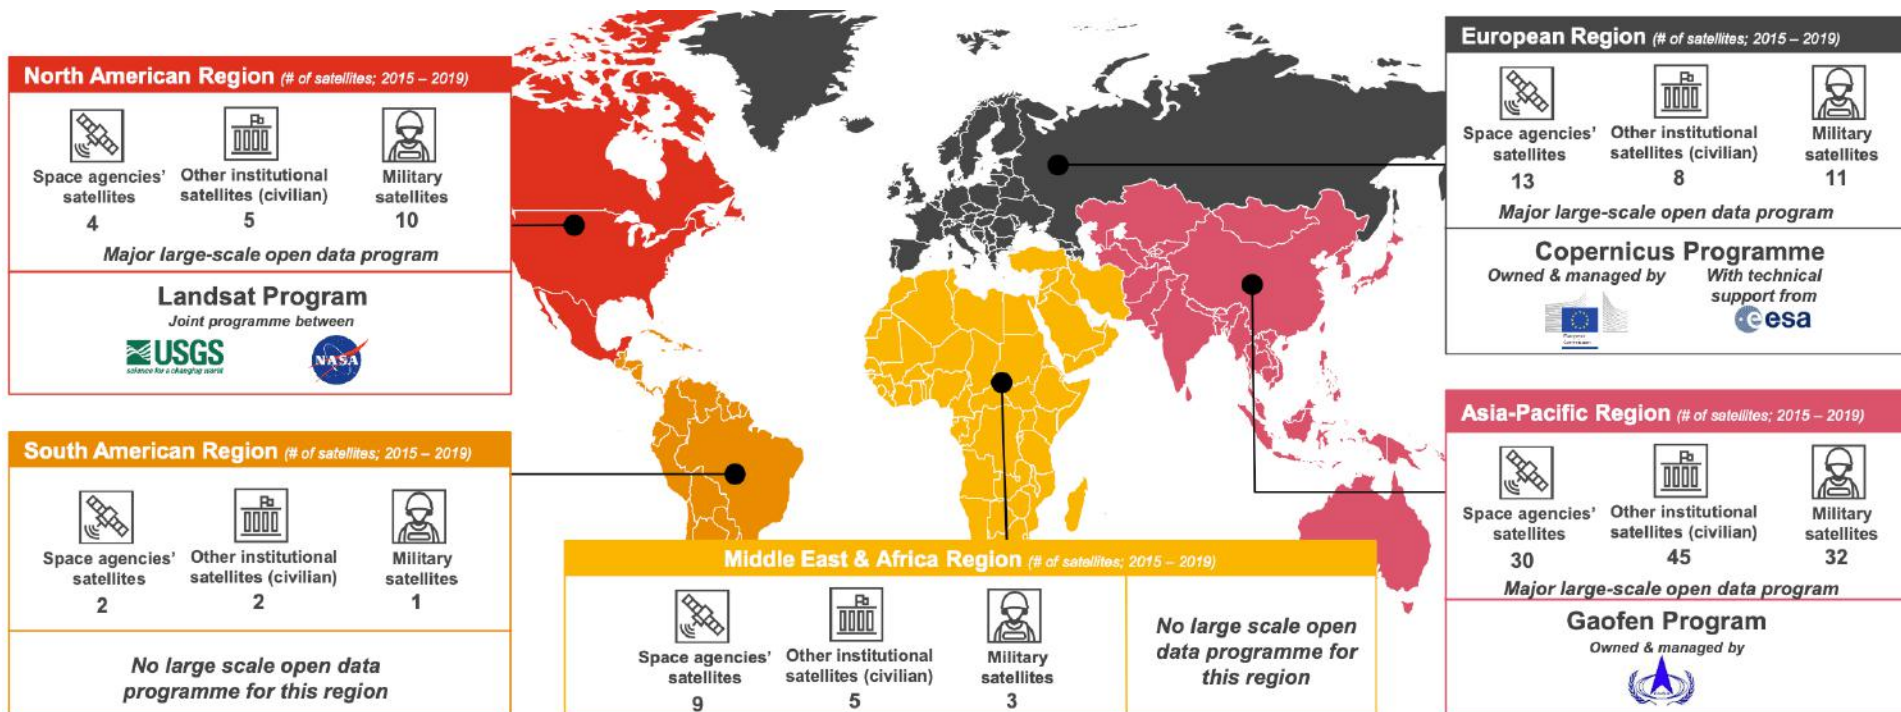 North American Region (# of satellites; 2015 – 2019)
Space agencies' satellites
4
Other institutional satellites (civilian)
5
Military satellites
10
Major large-scale open data program
Landsat Program
Joint programme between
USGS
science for a changing world
NASA
South American Region (# of satellites; 2015 – 2019)
Space agencies' satellites
2
Other institutional satellites (civilian)
2
Military satellites
1
No large scale open data
programme for this region
Middle East & Africa Region (# of satellites; 2015 – 2019)
Space agencies' satellites
9
Other institutional satellites (civilian)
5
Military satellites
3
No large scale open
data programme for
this region
European Region (# of satellites; 2015 – 2019)
Space agencies' satellites
13
Other institutional satellites (civilian)
8
Military satellites
11
Major large-scale open data program
Copernicus Programme
Owned & managed by
European
Commission
With technical
support from
esa
Asia-Pacific Region (# of satellites; 2015 – 2019)
Space agencies' satellites
30
Other institutional satellites (civilian)
45
Military satellites
32
Major large-scale open data program
Gaofen Program
Owned & managed by